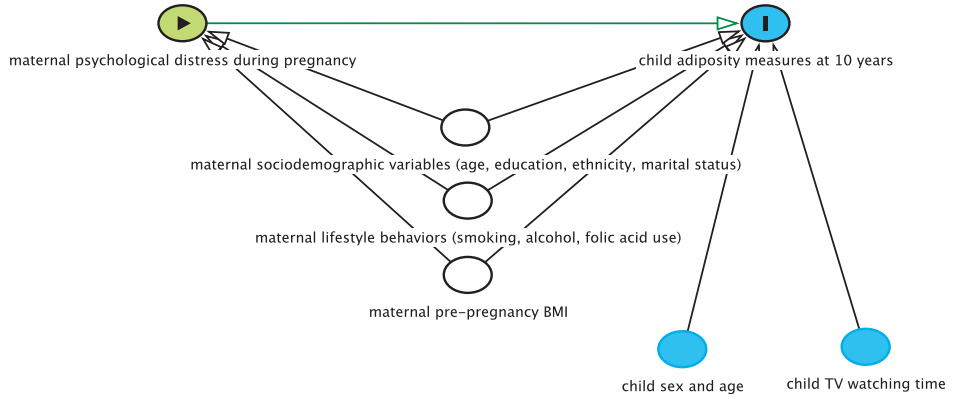 maternal psychological distress during pregnancy
child adiposity measures at 10 years
maternal sociodemographic variables (age, education, ethnicity, marital status)
maternal lifestyle behaviors (smoking, alcohol, folic acid use)
maternal pre-pregnancy BMI
child sex and age
child TV watching time